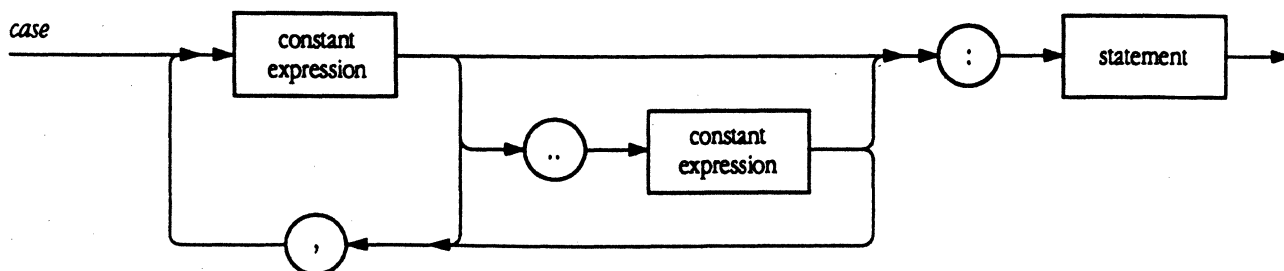 case
constant
expression
:
statement
..
constant
expression
,